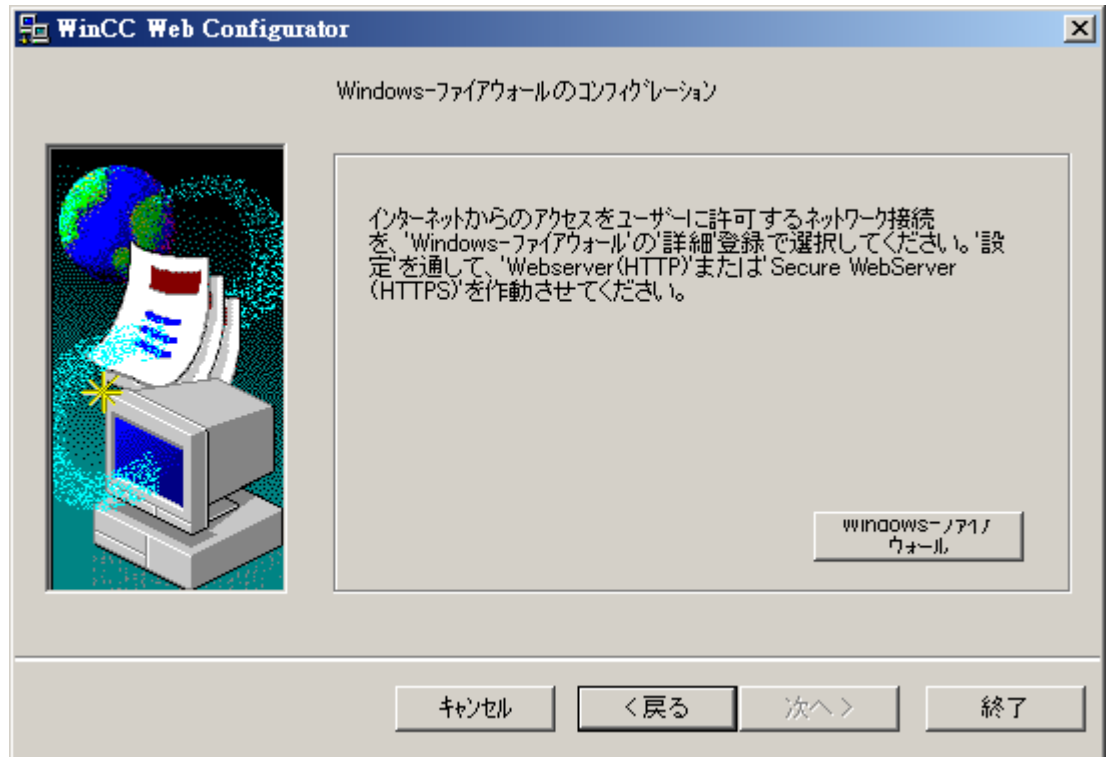 WinCC Web Configurator
Windows-ファイアウォールのコンフィグレーション
インターネットからのアクセスをユーザーに許可するネットワーク接続
を、'Windows-ファイアウォール'の'詳細'登録で選択してください。'設
定'を通して、'Webserver(HTTP)'または'Secure WebServer
(HTTPS)'を作動させてください。
Windows-ファイア
ウォール
キャンセル
<戻る
次へ>
終了